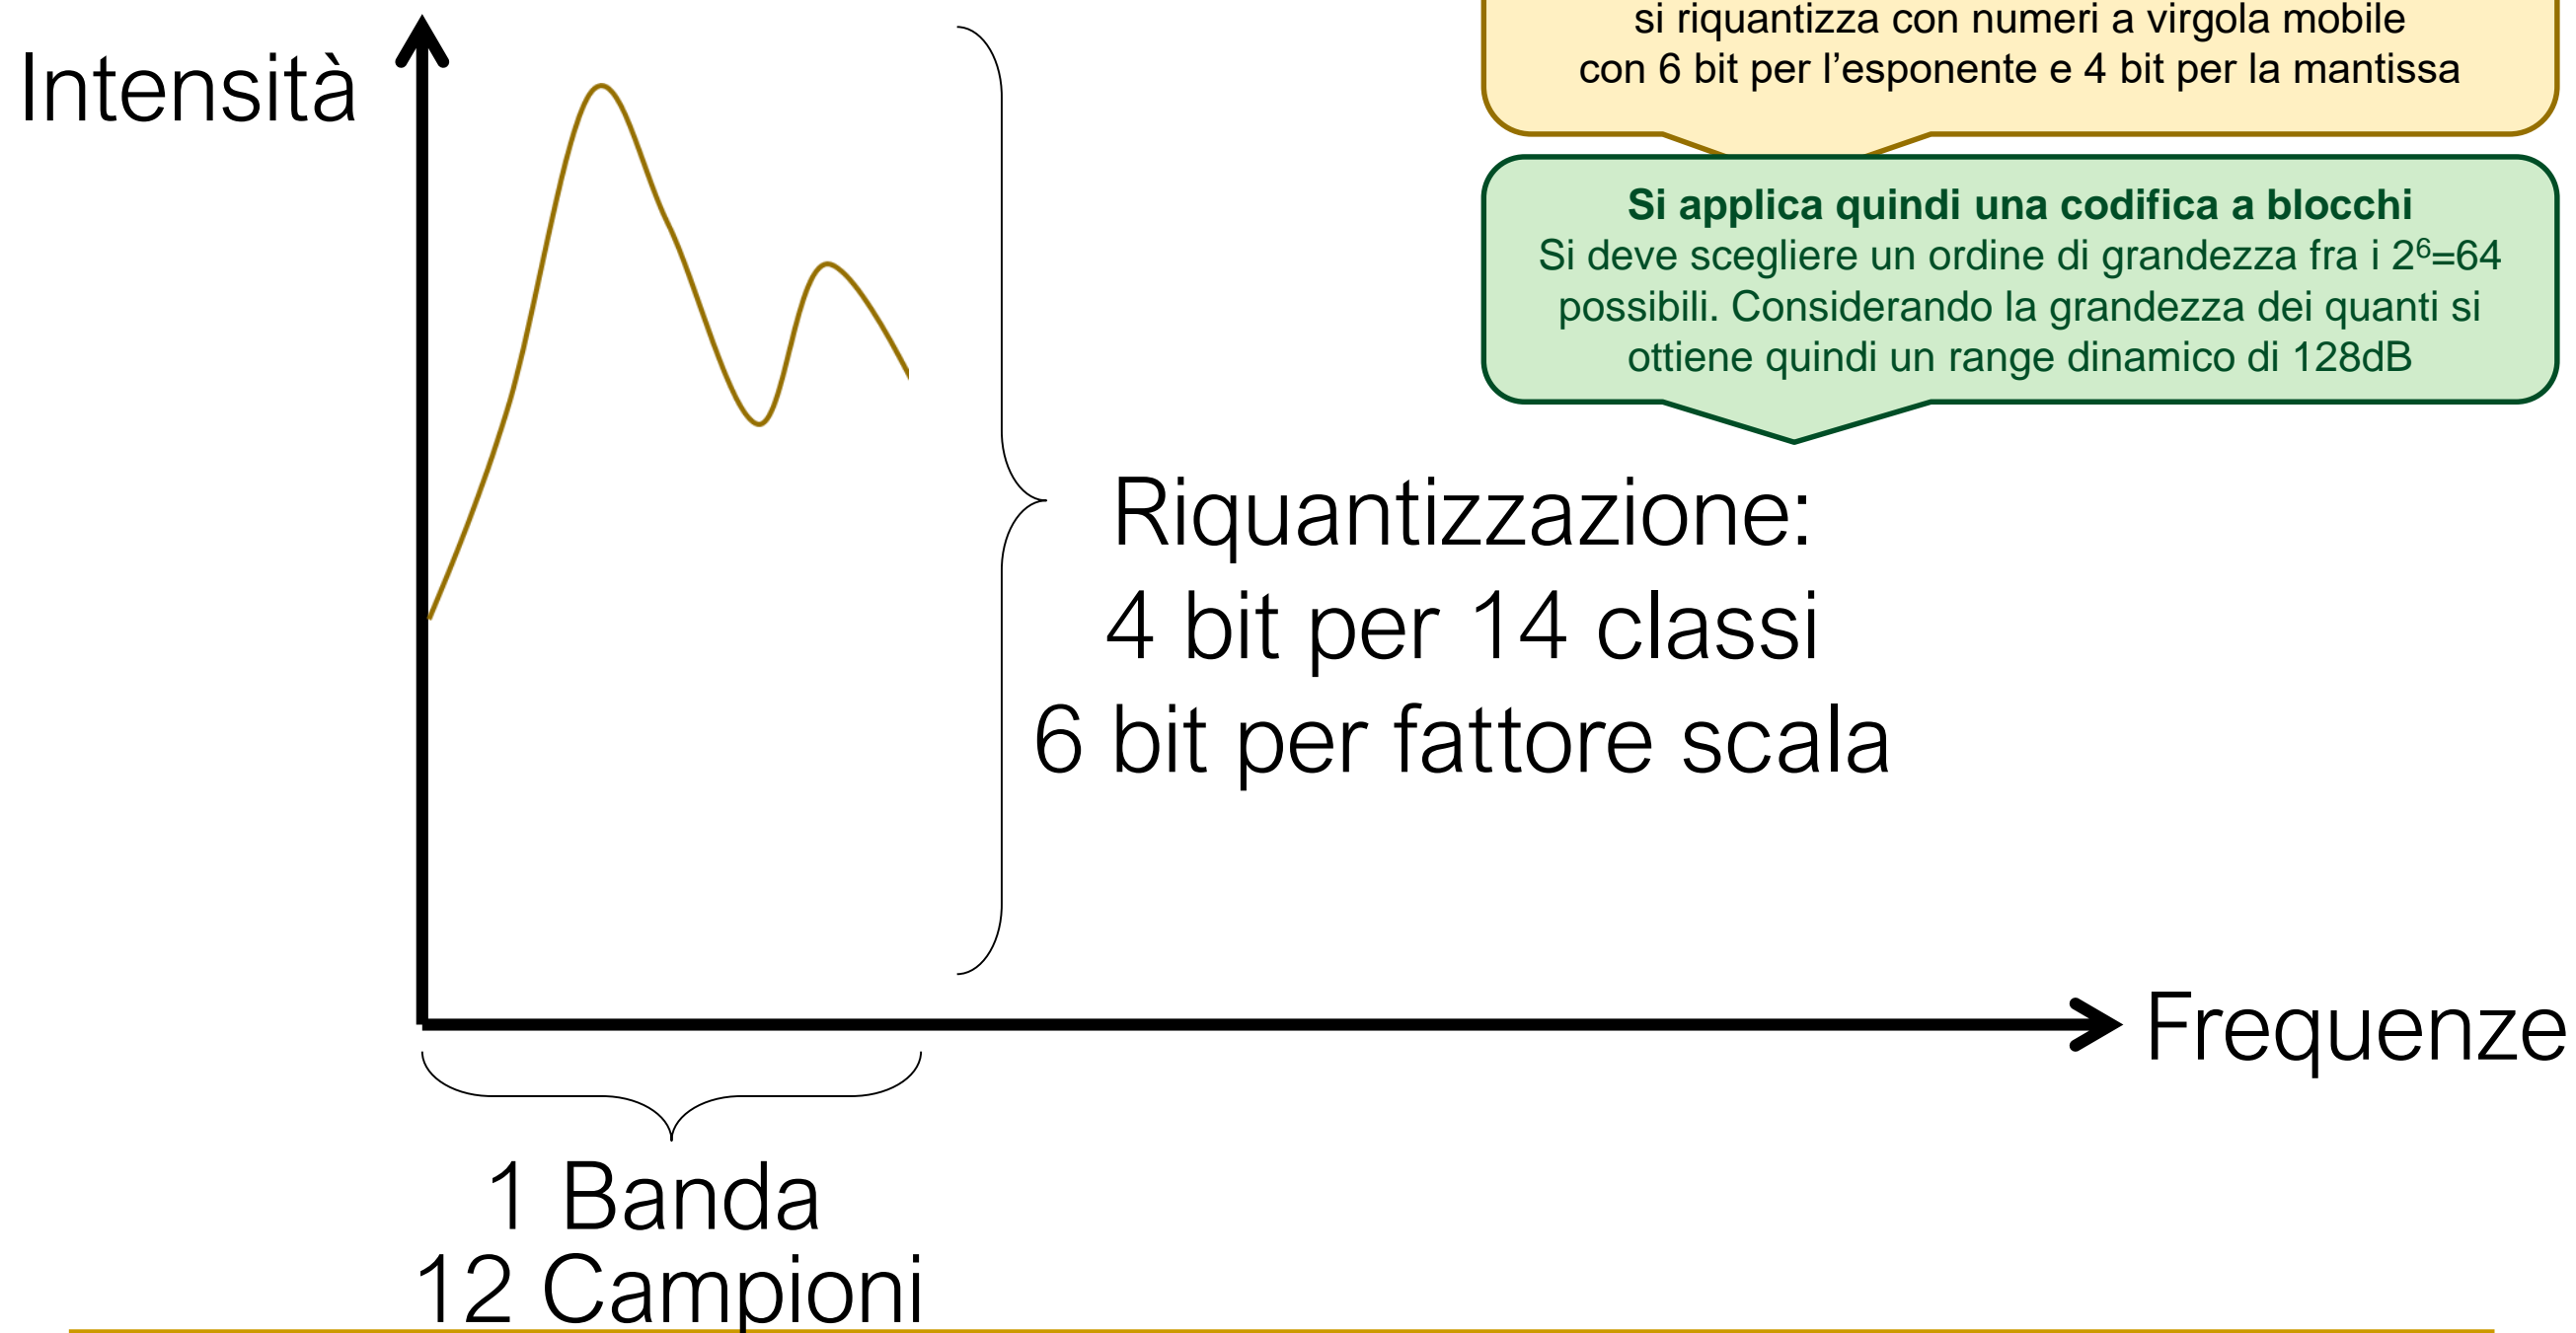 Intensità
si riquantizza con numeri a virgola mobile
con 6 bit per l’esponente e 4 bit per la mantissa
Si applica quindi una codifica a blocchi
Si deve scegliere un ordine di grandezza fra i 2⁶=64
possibili. Considerando la grandezza dei quanti si
ottiene quindi un range dinamico di 128dB
Riquantizzazione:
4 bit per 14 classi
6 bit per fattore scala
Frequenze
1 Banda
12 Campioni